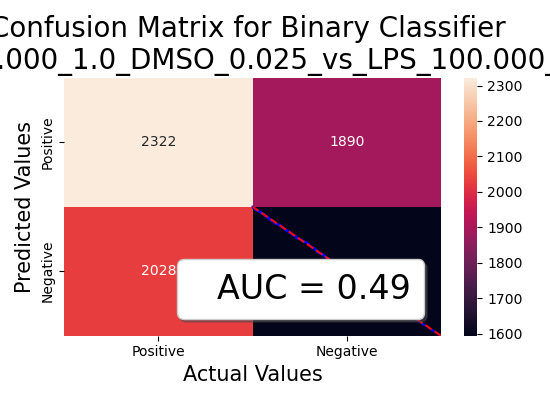 Confusion Matrix for Binary Classifier
.000_1.0_DMSO_0.025_vs_LPS_100.000_
Predicted Values
Positive
Negative
2322
1890
2028
AUC = 0.49
Positive
Negative
Actual Values
2300
2200
2100
2000
1900
1800
1700
1600